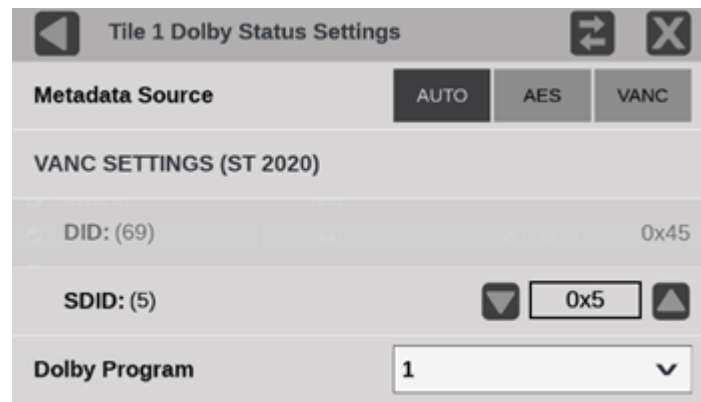 Tile 1 Dolby Status Settings
Metadata Source AUTO AES VANC
VANC SETTINGS (ST 2020)
DID: (69) 0x45
SDID: (5) 0x5
Dolby Program 1